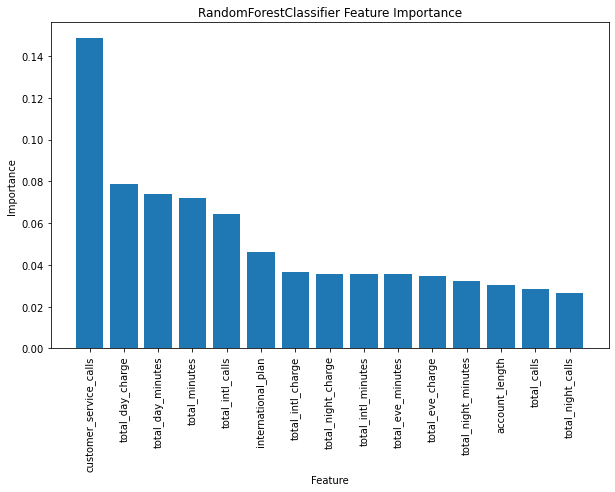 RandomForestClassifier Feature Importance
Importance
0.14
0.12
0.10
0.08
0.06
0.04
0.02
0.00
customer_service_calls
total_day_charge
total_day_minutes
total_minutes
total_intl_calls
international_plan
total_intl_charge
total_night_charge
total_intl_minutes
total_eve_minutes
total_eve_charge
total_night_minutes
account_length
total_calls
total_night_calls
Feature